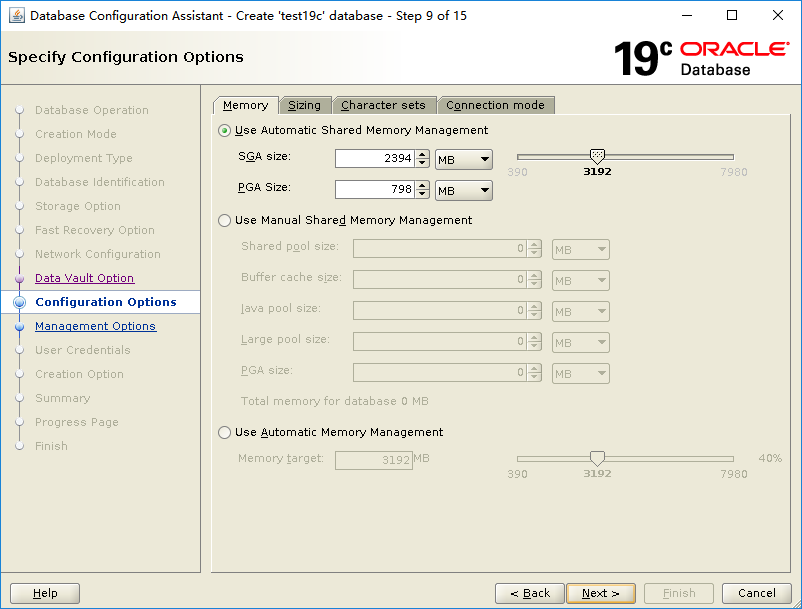 Database Configuration Assistant - Create 'test19c' database - Step 9 of 15
Specify Configuration Options
19c ORACLE
Database
Database Operation
Creation Mode
Deployment Type
Database Identification
Storage Option
Fast Recovery Option
Network Configuration
Data Vault Option
Configuration Options
Management Options
User Credentials
Creation Option
Summary
Progress Page
Finish
Memory Sizing Character sets Connection mode
Use Automatic Shared Memory Management
SGA size: 2394 MB
390 3192 7980
PGA Size: 798 MB
Use Manual Shared Memory Management
Shared pool size: 0 MB
Buffer cache size: 0 MB
Java pool size: 0 MB
Large pool size: 0 MB
PGA size: 0 MB
Total memory for database 0 MB
Use Automatic Memory Management
Memory target: 3192 MB 40%
390 3192 7980
Help < Back Next > Finish Cancel